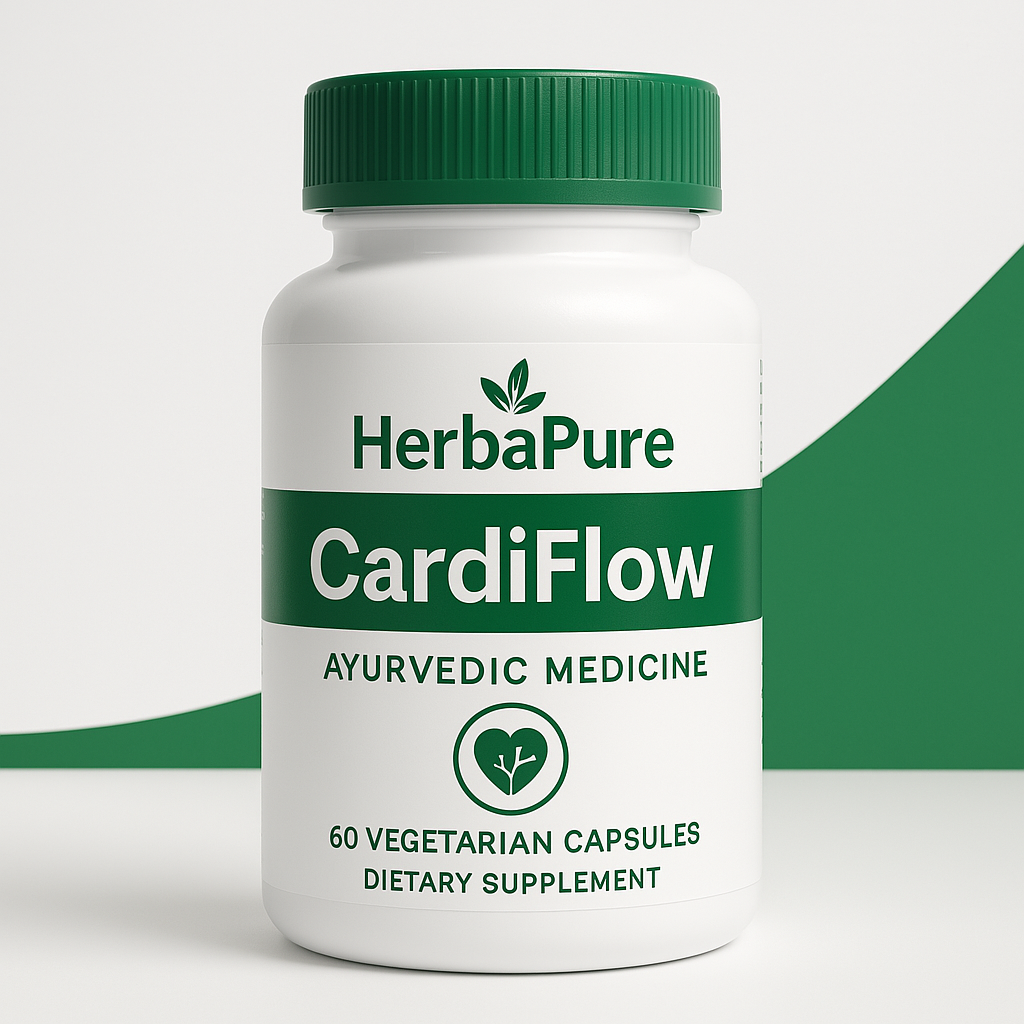 HerbaPure
CardiFlow
AYURVEDIC MEDICINE
60 VEGETARIAN CAPSULES
DIETARY SUPPLEMENT